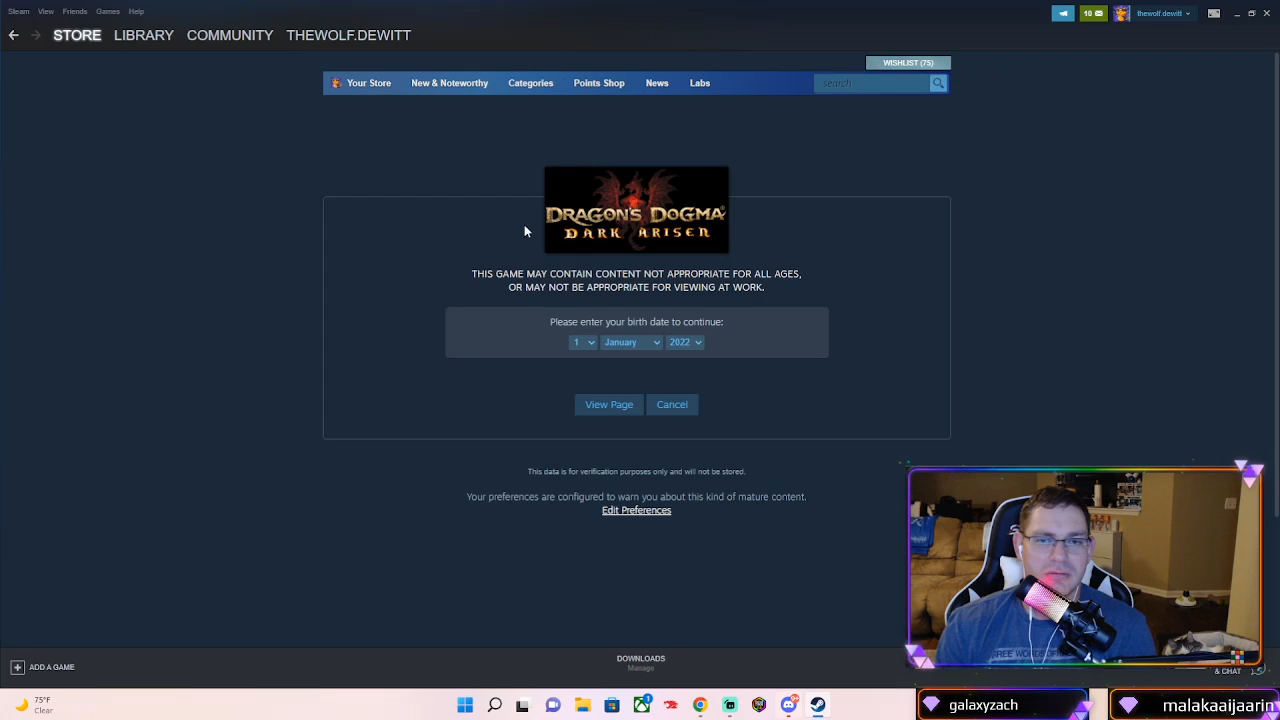 Steam View Friends Games Help
10
thewolf.dewitt
STORE LIBRARY COMMUNITY THEWOLF.DEWITT
WISHLIST (75)
Your Store New & Noteworthy Categories Points Shop News Labs search
DRAGON'S DOGMA
DARK ARISEN
THIS GAME MAY CONTAIN CONTENT NOT APPROPRIATE FOR ALL AGES,
OR MAY NOT BE APPROPRIATE FOR VIEWING AT WORK.
Please enter your birth date to continue:
1 January 2022
View Page Cancel
This data is for verification purposes only and will not be stored.
Your preferences are configured to warn you about this kind of mature content.
Edit Preferences
ADD A GAME
DOWNLOADS
Manage
& CHAT
75°F
Clear
1
galaxyzach
malakaaijaarin